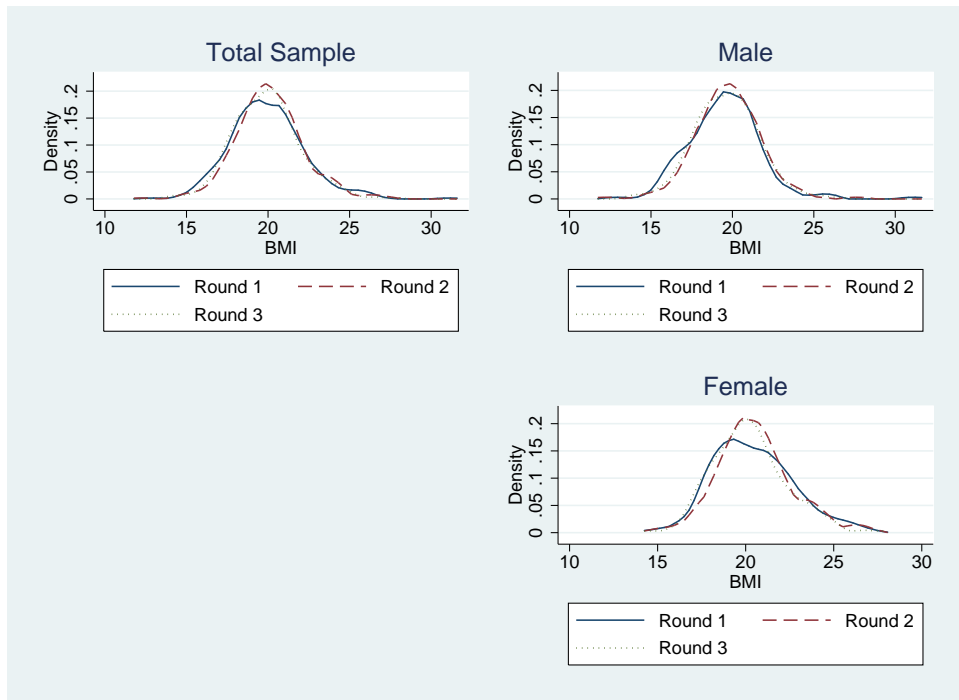 Total Sample
Density
0 .05 .1 .15 .2
10 15 20 25 30
BMI
Round 1 Round 2
Round 3
Male
Density
0 .05 .1 .15 .2
10 15 20 25 30
BMI
Round 1 Round 2
Round 3
Female
Density
0 .05 .1 .15 .2
10 15 20 25 30
BMI
Round 1 Round 2
Round 3